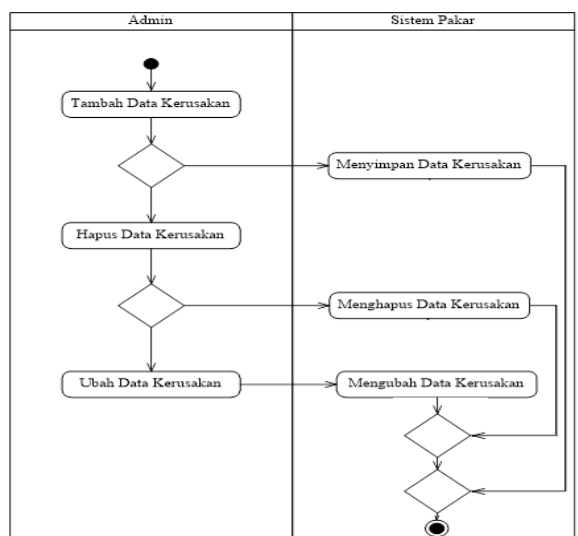 Admin
Sistem Pakar
Tambah Data Kerusakan
Menyimpan Data Kerusakan
Hapus Data Kerusakan
Menghapus Data Kerusakan
Ubah Data Kerusakan
Mengubah Data Kerusakan